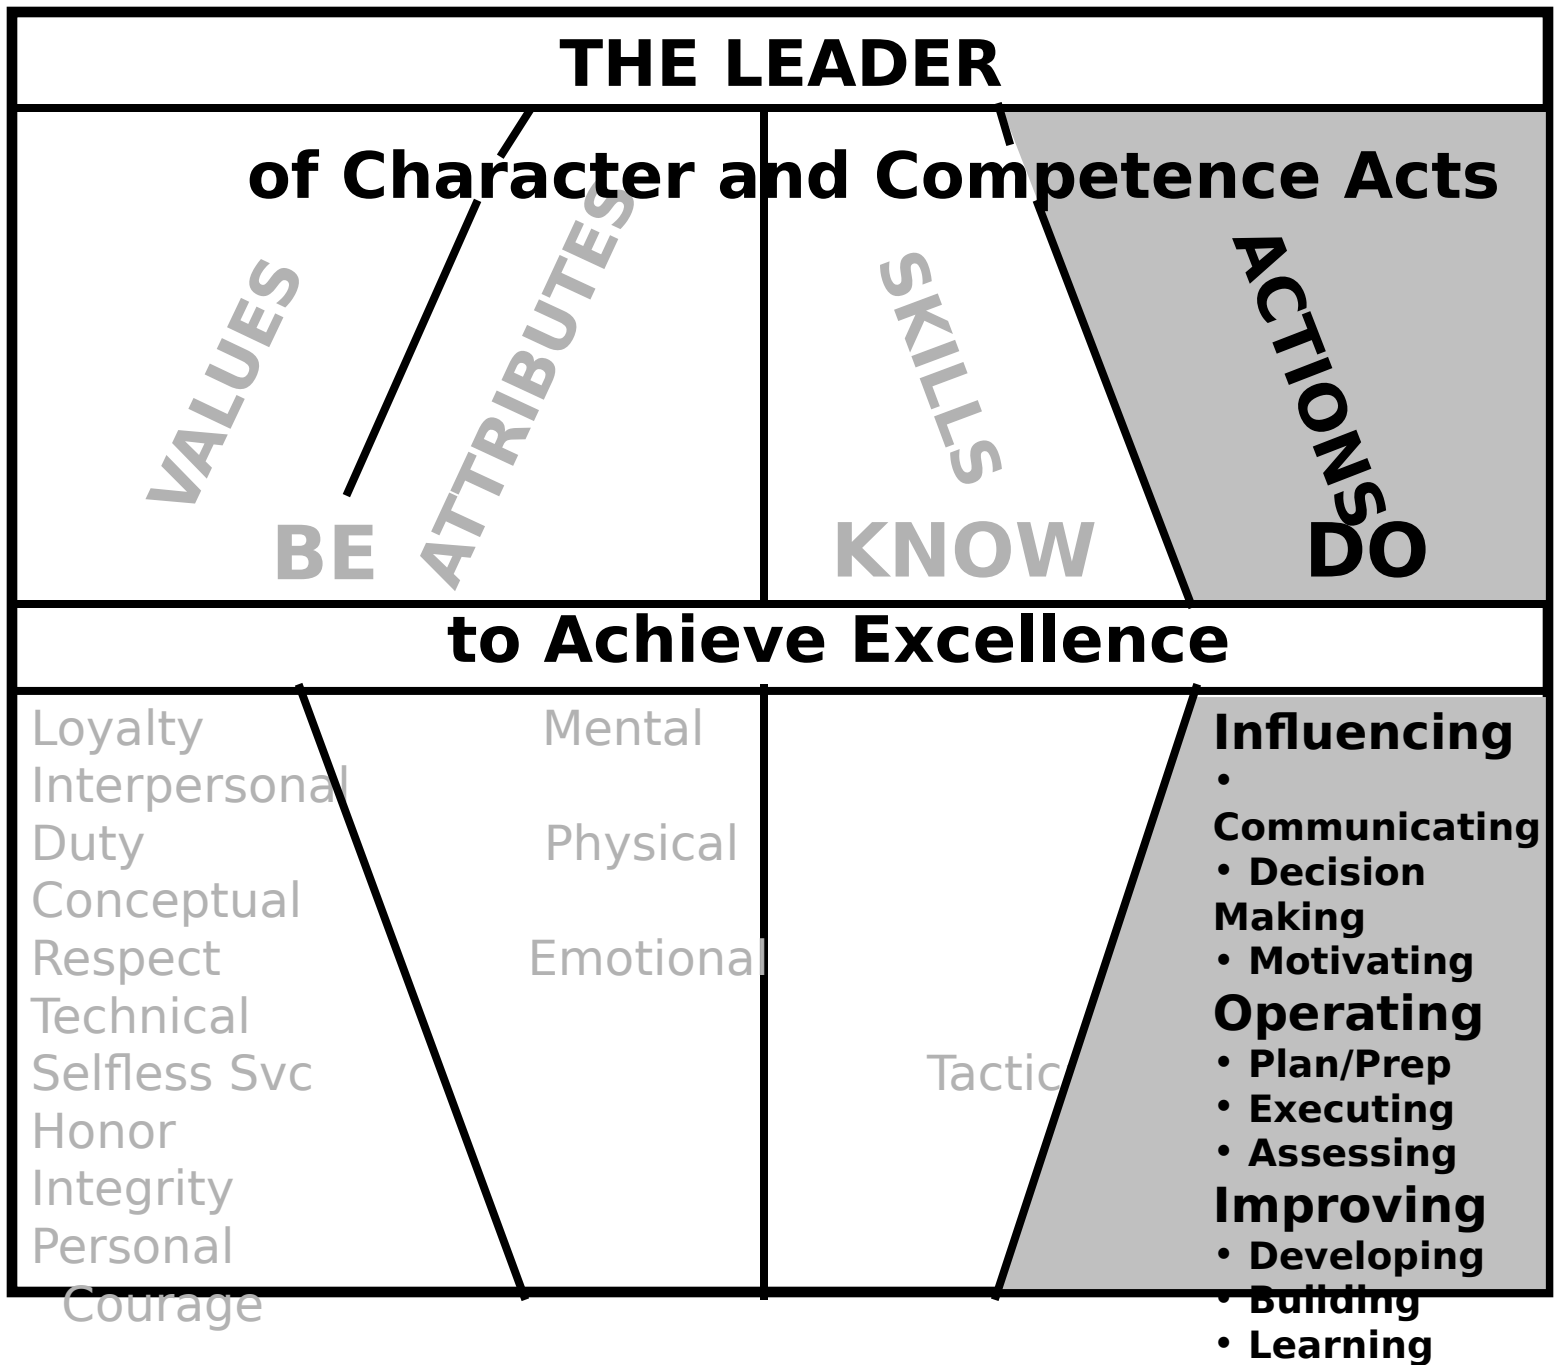 THE LEADER
of Character and Competence Acts
VALUES
ATTRIBUTES
SKILLS
ACTIONS
BE
KNOW
DO
to Achieve Excellence
Loyalty Mental
Interpersonal
Duty Physical
Conceptual
Respect Emotional
Technical
Selfless Svc Tactic
Honor
Integrity
Personal
Courage
Influencing
•
Communicating
• Decision
Making
• Motivating
Operating
• Plan/Prep
• Executing
• Assessing
Improving
• Developing
• Building
• Learning